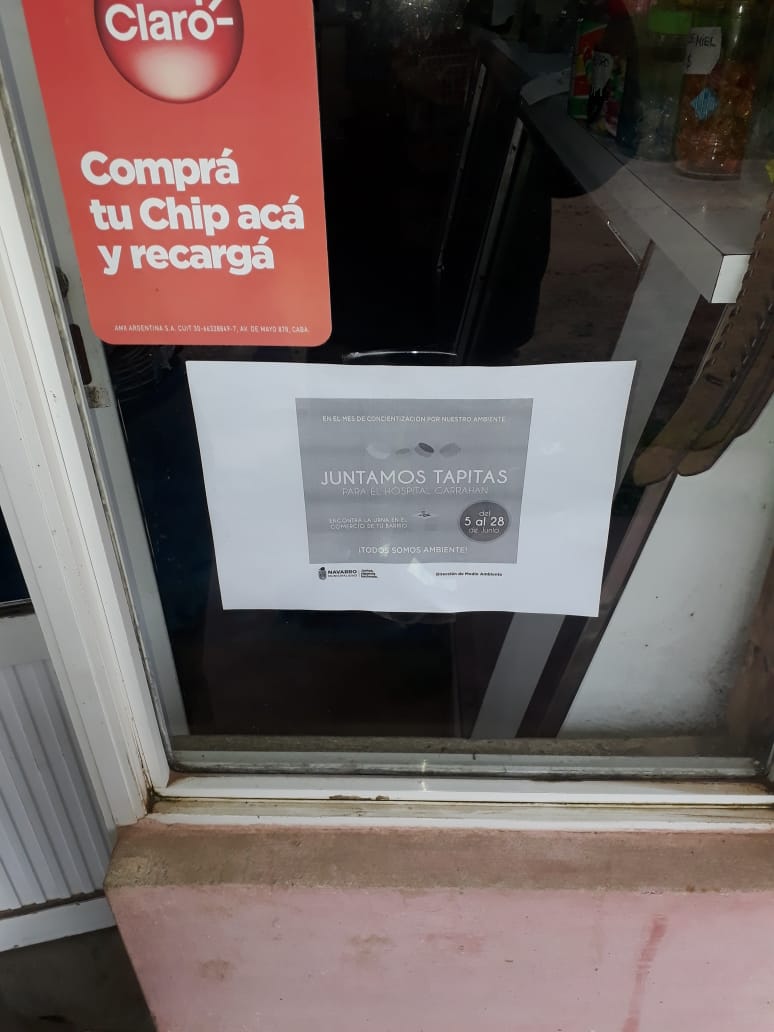 Claro
Comprá
tu Chip acá
y recargá
AMX ARGENTINA S.A. CUIT 30-66328849-7, AV. DE MAYO 878, CABA.
EN EL MES DE CONCIENTIZACIÓN POR NUESTRO AMBIENTE
JUNTAMOS TAPITAS
PARA EL HOSPITAL GARRAHAN
ENCONTRÁ LA URNA EN EL
COMERCIO DE TU BARRIO
del
5 al 28
de Junio
¡TODOS SOMOS AMBIENTE!
NAVARRO
MUNICIPALIDAD
Dirección de Medio Ambiente